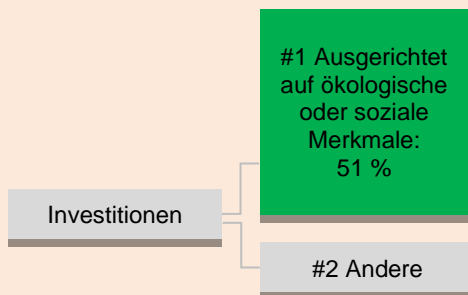 #1 Ausgerichtet
auf ökologische
oder soziale
Merkmale:
51 %
Investitionen
#2 Andere